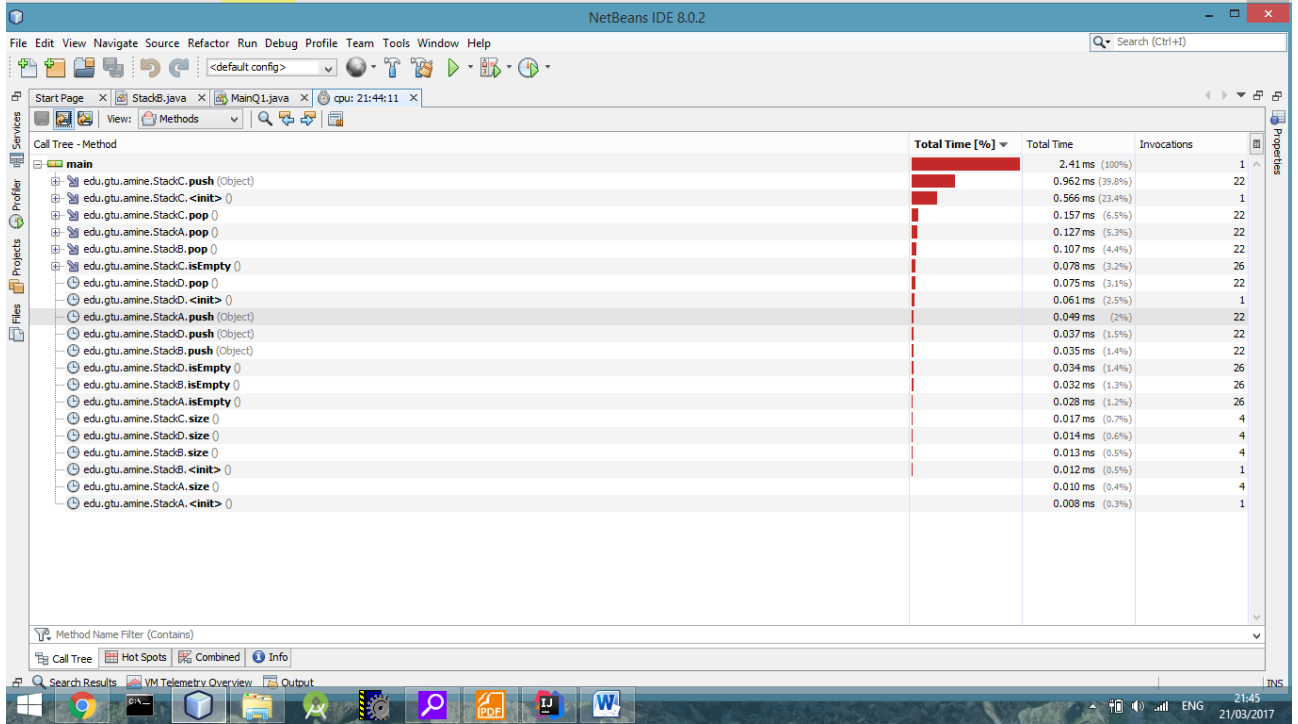 NetBeans IDE 8.0.2
File Edit View Navigate Source Refactor Run Debug Profile Team Tools Window Help
Search (Ctrl+I)
<default config>
Start Page StackB.java MainQ1.java cpu: 21:44:11
View: Methods
Call Tree - Method Total Time [%] Total Time Invocations
main 2.41 ms (100%) 1
edu.gtu.amine.StackC.push (Object) 0.962 ms (39.8%) 22
edu.gtu.amine.StackC.<init> () 0.566 ms (23.4%) 1
edu.gtu.amine.StackC.pop () 0.157 ms (6.5%) 22
edu.gtu.amine.StackA.pop () 0.127 ms (5.3%) 22
edu.gtu.amine.StackB.pop () 0.107 ms (4.4%) 22
edu.gtu.amine.StackC.isEmpty () 0.078 ms (3.2%) 26
edu.gtu.amine.StackD.pop () 0.075 ms (3.1%) 22
edu.gtu.amine.StackD.<init> () 0.061 ms (2.5%) 1
edu.gtu.amine.StackA.push (Object) 0.049 ms (2%) 22
edu.gtu.amine.StackD.push (Object) 0.037 ms (1.5%) 22
edu.gtu.amine.StackB.push (Object) 0.035 ms (1.4%) 22
edu.gtu.amine.StackD.isEmpty () 0.034 ms (1.4%) 26
edu.gtu.amine.StackB.isEmpty () 0.032 ms (1.3%) 26
edu.gtu.amine.StackA.isEmpty () 0.028 ms (1.2%) 26
edu.gtu.amine.StackC.size () 0.017 ms (0.7%) 4
edu.gtu.amine.StackD.size () 0.014 ms (0.6%) 4
edu.gtu.amine.StackB.size () 0.013 ms (0.5%) 4
edu.gtu.amine.StackB.<init> () 0.012 ms (0.5%) 1
edu.gtu.amine.StackA.size () 0.010 ms (0.4%) 4
edu.gtu.amine.StackA.<init> () 0.008 ms (0.3%) 1
Services
Profiler
Projects
Files
Properties
Method Name Filter (Contains)
Call Tree Hot Spots Combined Info
Search Results VM Telemetry Overview Output INS
C:\_
PDF
IJ
W
ENG
21:45
21/03/2017